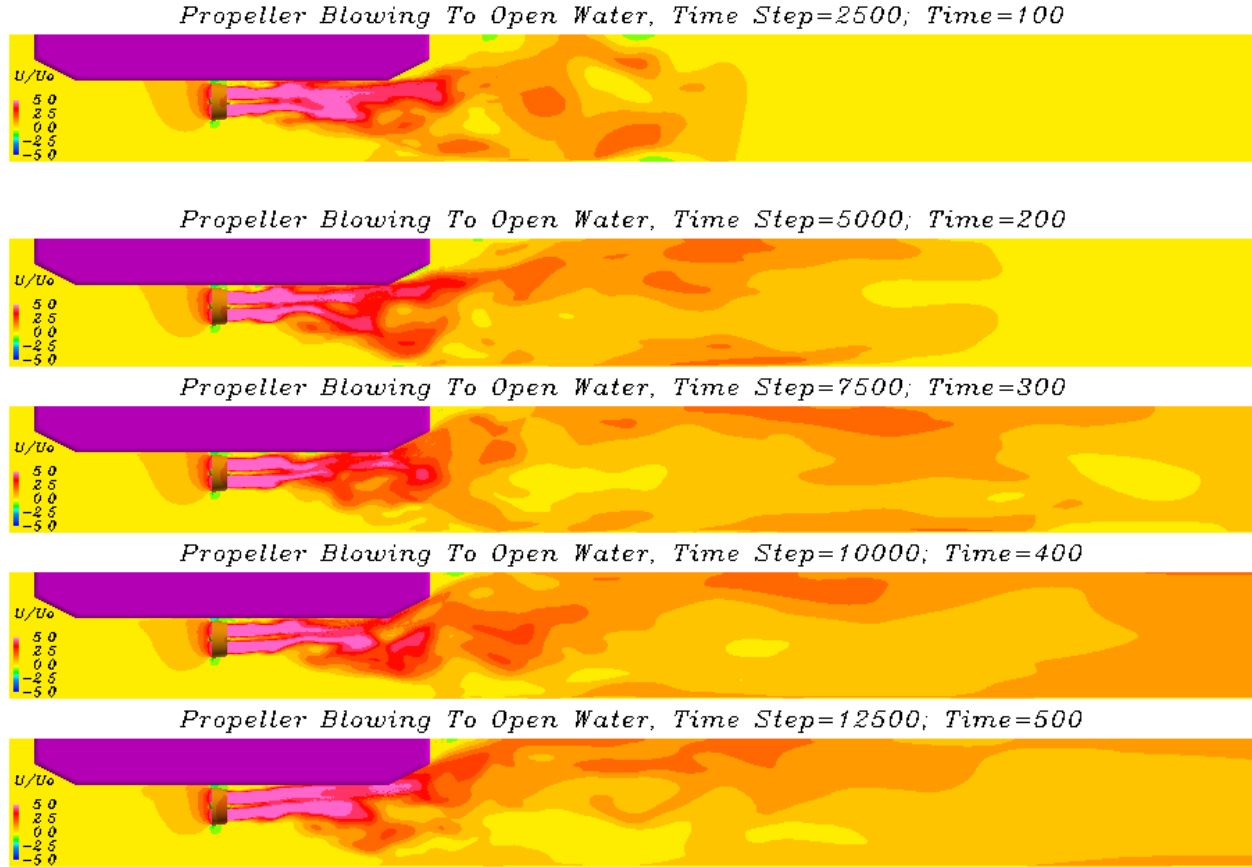 Propeller Blowing To Open Water, Time Step=2500; Time=100
U/Uo
50
25
00
-25
-50
Propeller Blowing To Open Water, Time Step=5000; Time=200
U/Uo
50
25
00
-25
-50
Propeller Blowing To Open Water, Time Step=7500; Time=300
U/Uo
50
25
00
-25
-50
Propeller Blowing To Open Water, Time Step=10000; Time=400
U/Uo
50
25
00
-25
-50
Propeller Blowing To Open Water, Time Step=12500; Time=500
U/Uo
50
25
00
-25
-50